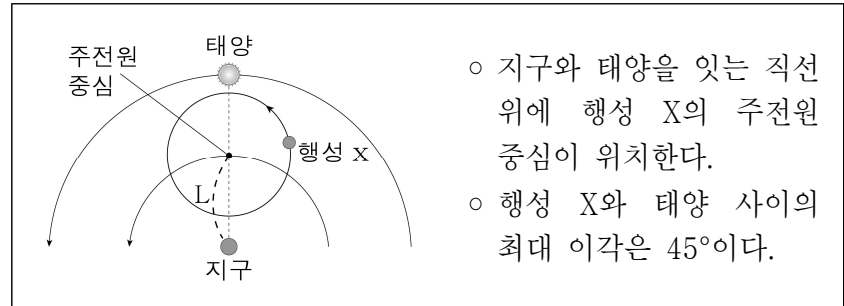 태양
주전원
중심
행성 X
L
지구
○ 지구와 태양을 잇는 직선
위에 행성 X의 주전원
중심이 위치한다.
○ 행성 X와 태양 사이의
최대 이각은 45°이다.